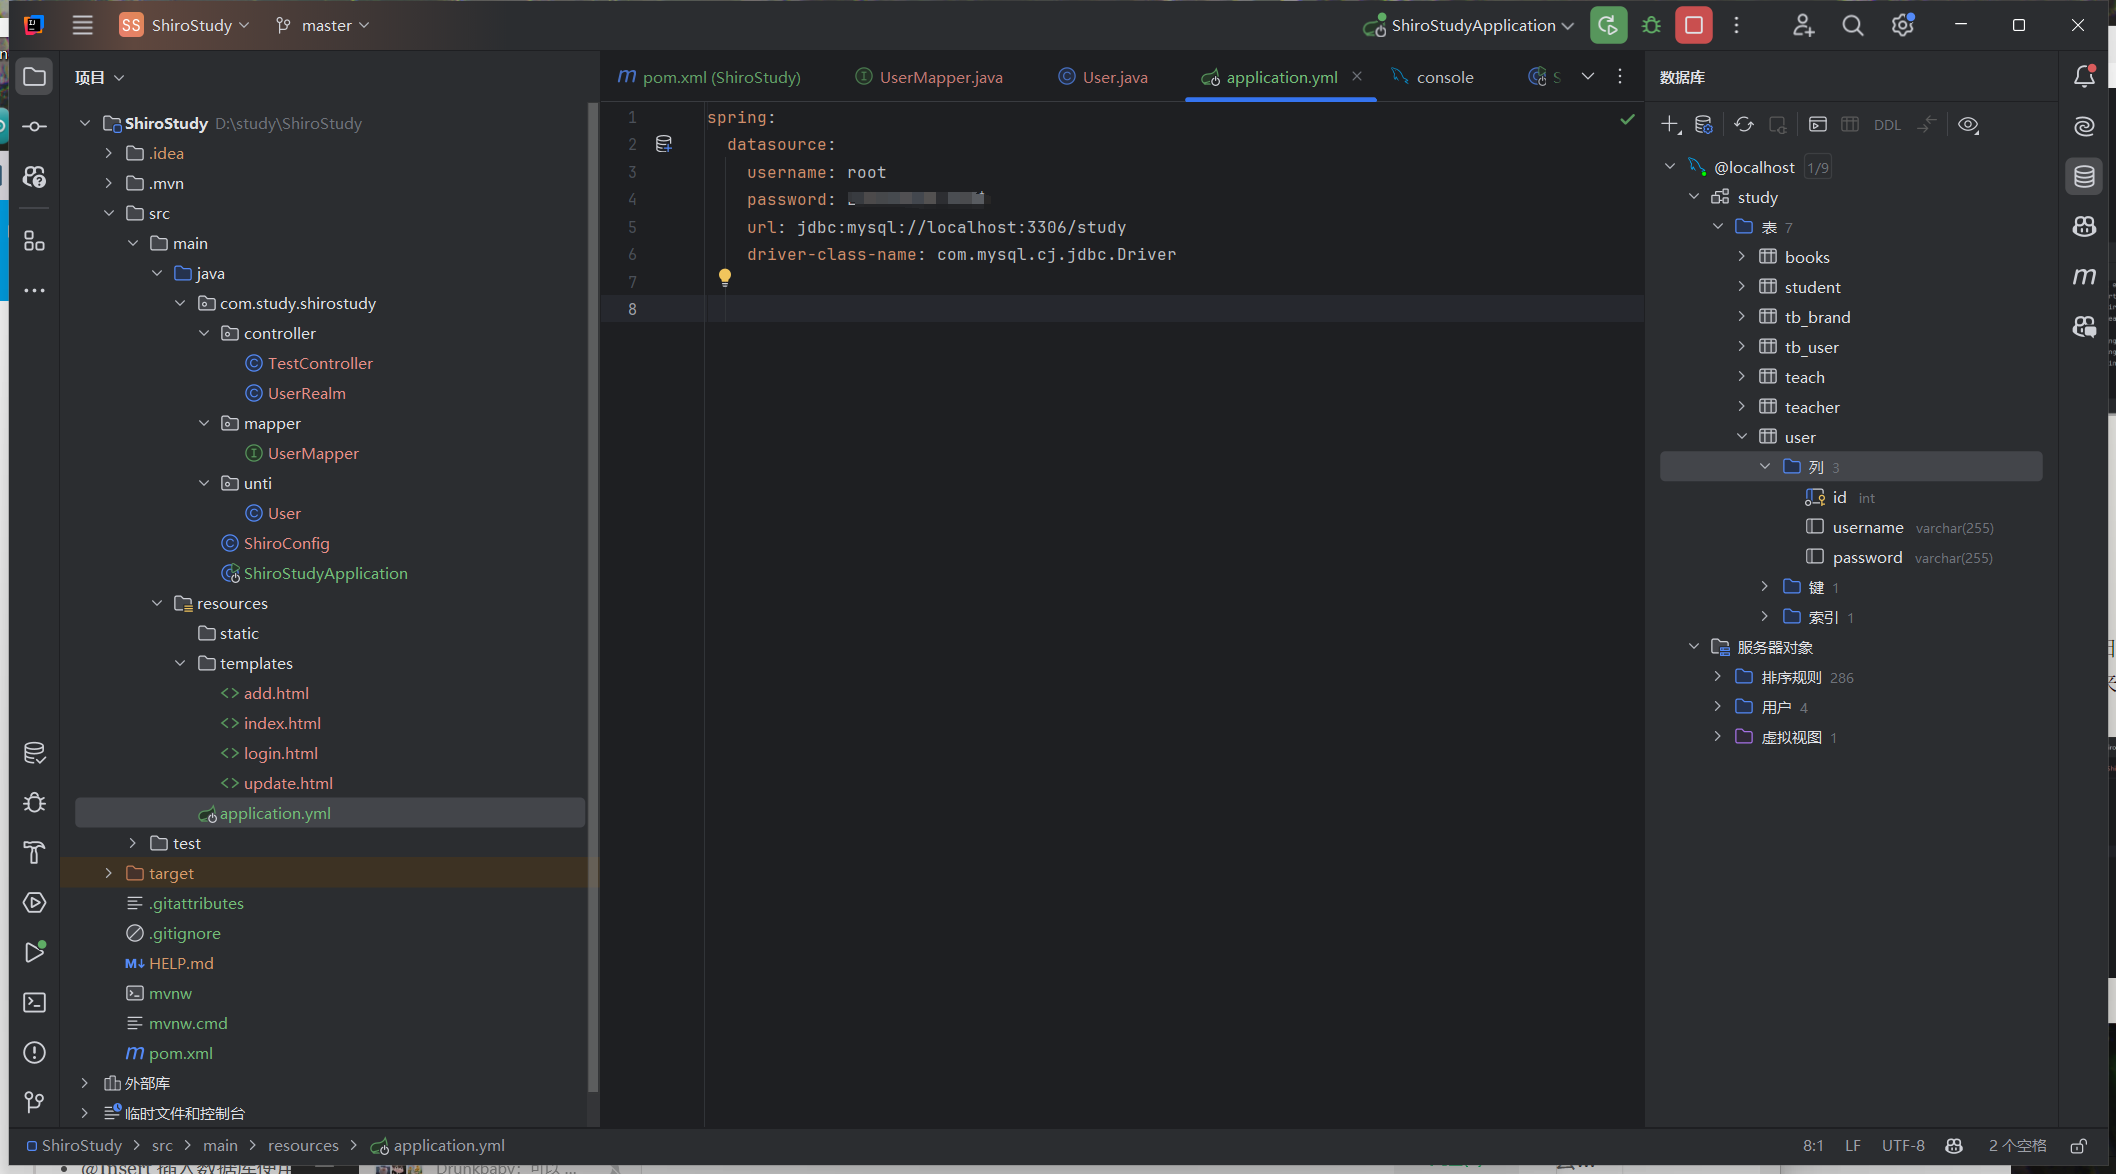 SS ShiroStudy master ShiroStudyApplication
项目
ShiroStudy D:\study\ShiroStudy
.idea
.mvn
src
main
java
com.study.shirostudy
controller
TestController
UserRealm
mapper
UserMapper
unti
User
ShiroConfig
ShiroStudyApplication
resources
static
templates
add.html
index.html
login.html
update.html
application.yml
test
target
.gitattributes
.gitignore
HELP.md
mvnw
mvnw.cmd
pom.xml
外部库
临时文件和控制台
pom.xml (ShiroStudy) UserMapper.java User.java application.yml console S
1 spring:
2 datasource:
3 username: root
4 password:
5 url: jdbc:mysql://localhost:3306/study
6 driver-class-name: com.mysql.cj.jdbc.Driver
7
8
数据库
DDL
@localhost 1/9
study
表 7
books
student
tb_brand
tb_user
teach
teacher
user
列 3
id int
username varchar(255)
password varchar(255)
键 1
索引 1
服务器对象
排序规则 286
用户 4
虚拟视图 1
ShiroStudy > src > main > resources > application.yml 8:1 LF UTF-8 2 个空格